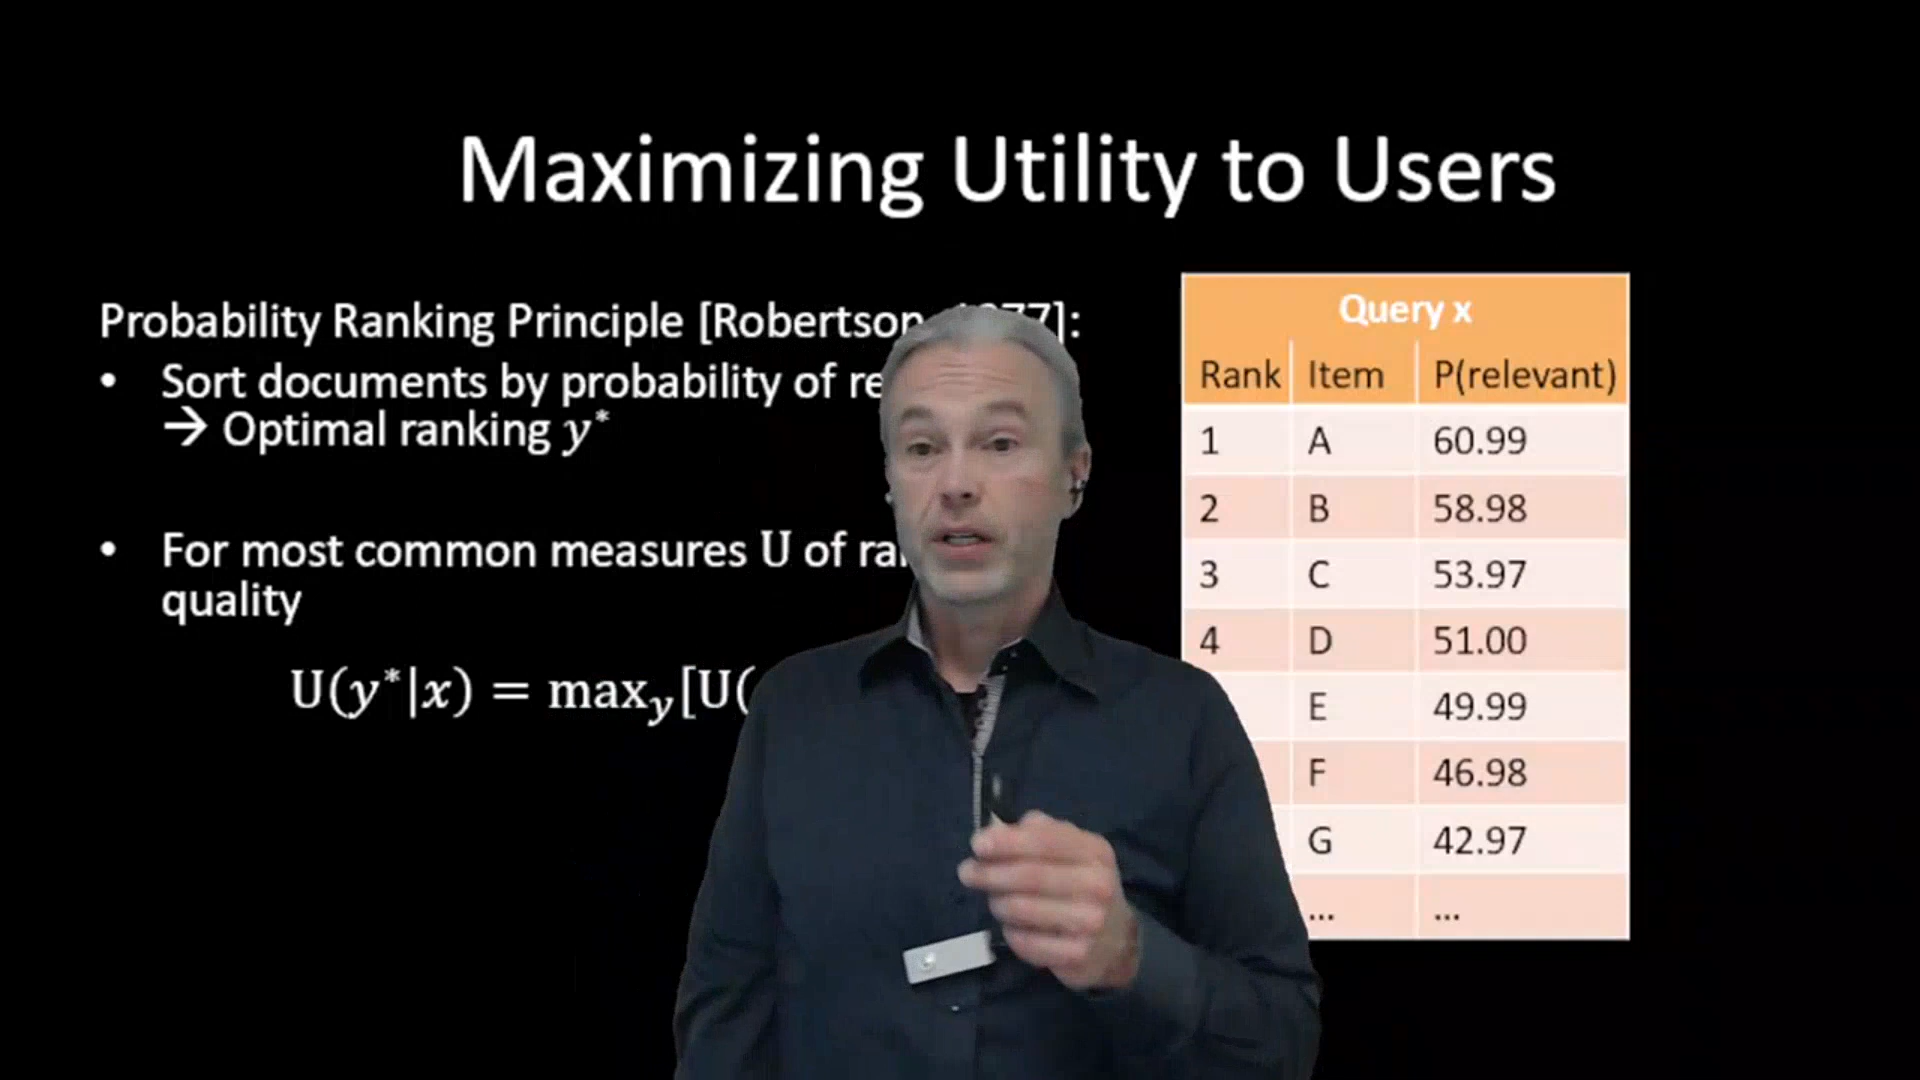 Maximizing Utility to Users
Probability Ranking Principle [Robertson, 1977]:
• Sort documents by probability of
→ Optimal ranking y*
• For most common measures U of
quality
U(y*|x) = max_y[U(
Query x
Rank Item P(relevant)
1 A 60.99
2 B 58.98
3 C 53.97
4 D 51.00
E 49.99
F 46.98
G 42.97
... ...